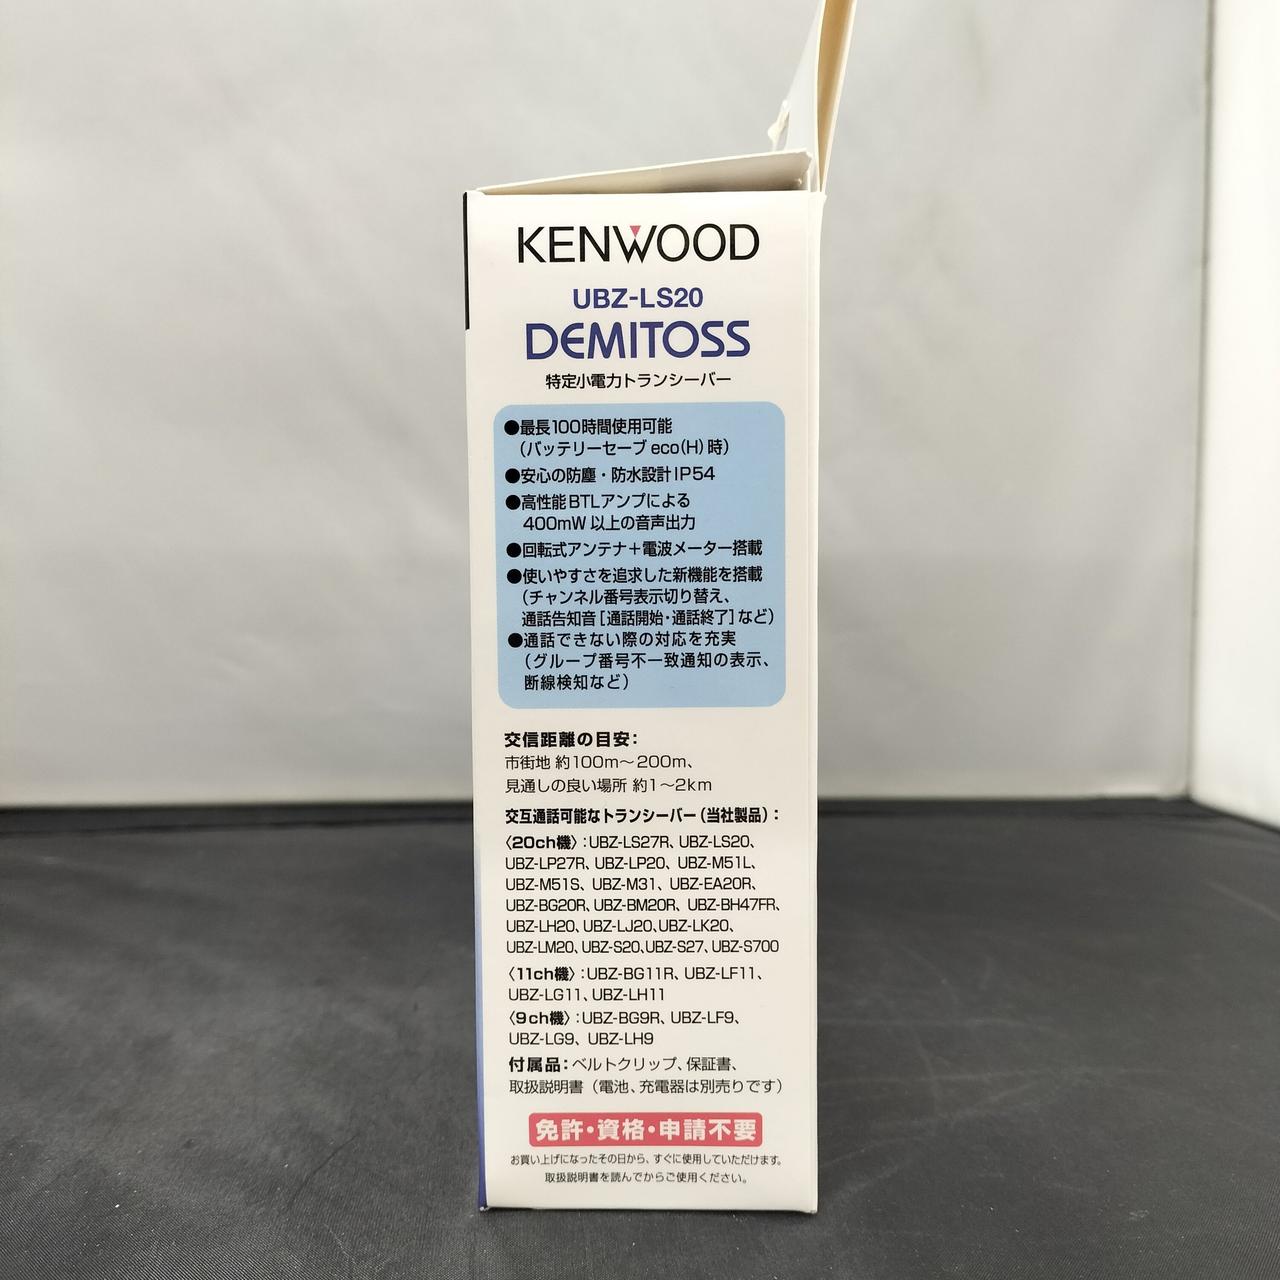 KENWOOD
UBZ-LS20
DEMITOSS
特定小電力トランシーバー
●最長100時間使用可能
（バッテリーセーブ eco(H) 時）
●安心の防塵・防水設計IP54
●高性能BTLアンプによる
400mW 以上の音声出力
●回転式アンテナ＋電波メーター搭載
●使いやすさを追求した新機能を搭載
（チャンネル番号表示切り替え、
通話告知音［通話開始・通話終了］など）
●通話できない際の対応を充実
（グループ番号不一致通知の表示、
断線検知など）
交信距離の目安：
市街地 約100m～200m、
見通しの良い場所 約1～2km
交互通話可能なトランシーバー（当社製品）：
〈20ch機〉：UBZ-LS27R、UBZ-LS20、
UBZ-LP27R、UBZ-LP20、UBZ-M51L、
UBZ-M51S、UBZ-M31、UBZ-EA20R、
UBZ-BG20R、UBZ-BM20R、UBZ-BH47FR、
UBZ-LH20、UBZ-LJ20、UBZ-LK20、
UBZ-LM20、UBZ-S20、UBZ-S27、UBZ-S700
〈11ch機〉：UBZ-BG11R、UBZ-LF11、
UBZ-LG11、UBZ-LH11
〈9ch機〉：UBZ-BG9R、UBZ-LF9、
UBZ-LG9、UBZ-LH9
付属品：ベルトクリップ、保証書、
取扱説明書（電池、充電器は別売りです）
免許・資格・申請不要
お買い上げになったその日から、すぐに使用していただけます。
取扱説明書を読んでからご使用ください。